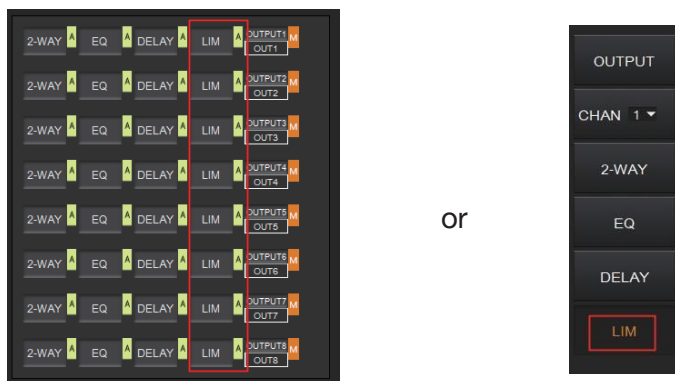 2-WAY A EQ A DELAY A LIM A OUTPUT1 M
OUT1
2-WAY A EQ A DELAY A LIM A OUTPUT2 M
OUT2
2-WAY A EQ A DELAY A LIM A OUTPUT3 M
OUT3
2-WAY A EQ A DELAY A LIM A OUTPUT4 M
OUT4
2-WAY A EQ A DELAY A LIM A OUTPUT5 M
OUT5
2-WAY A EQ A DELAY A LIM A OUTPUT6 M
OUT6
2-WAY A EQ A DELAY A LIM A OUTPUT7 M
OUT7
2-WAY A EQ A DELAY A LIM A OUTPUT8 M
OUT8
or
OUTPUT
CHAN 1
2-WAY
EQ
DELAY
LIM